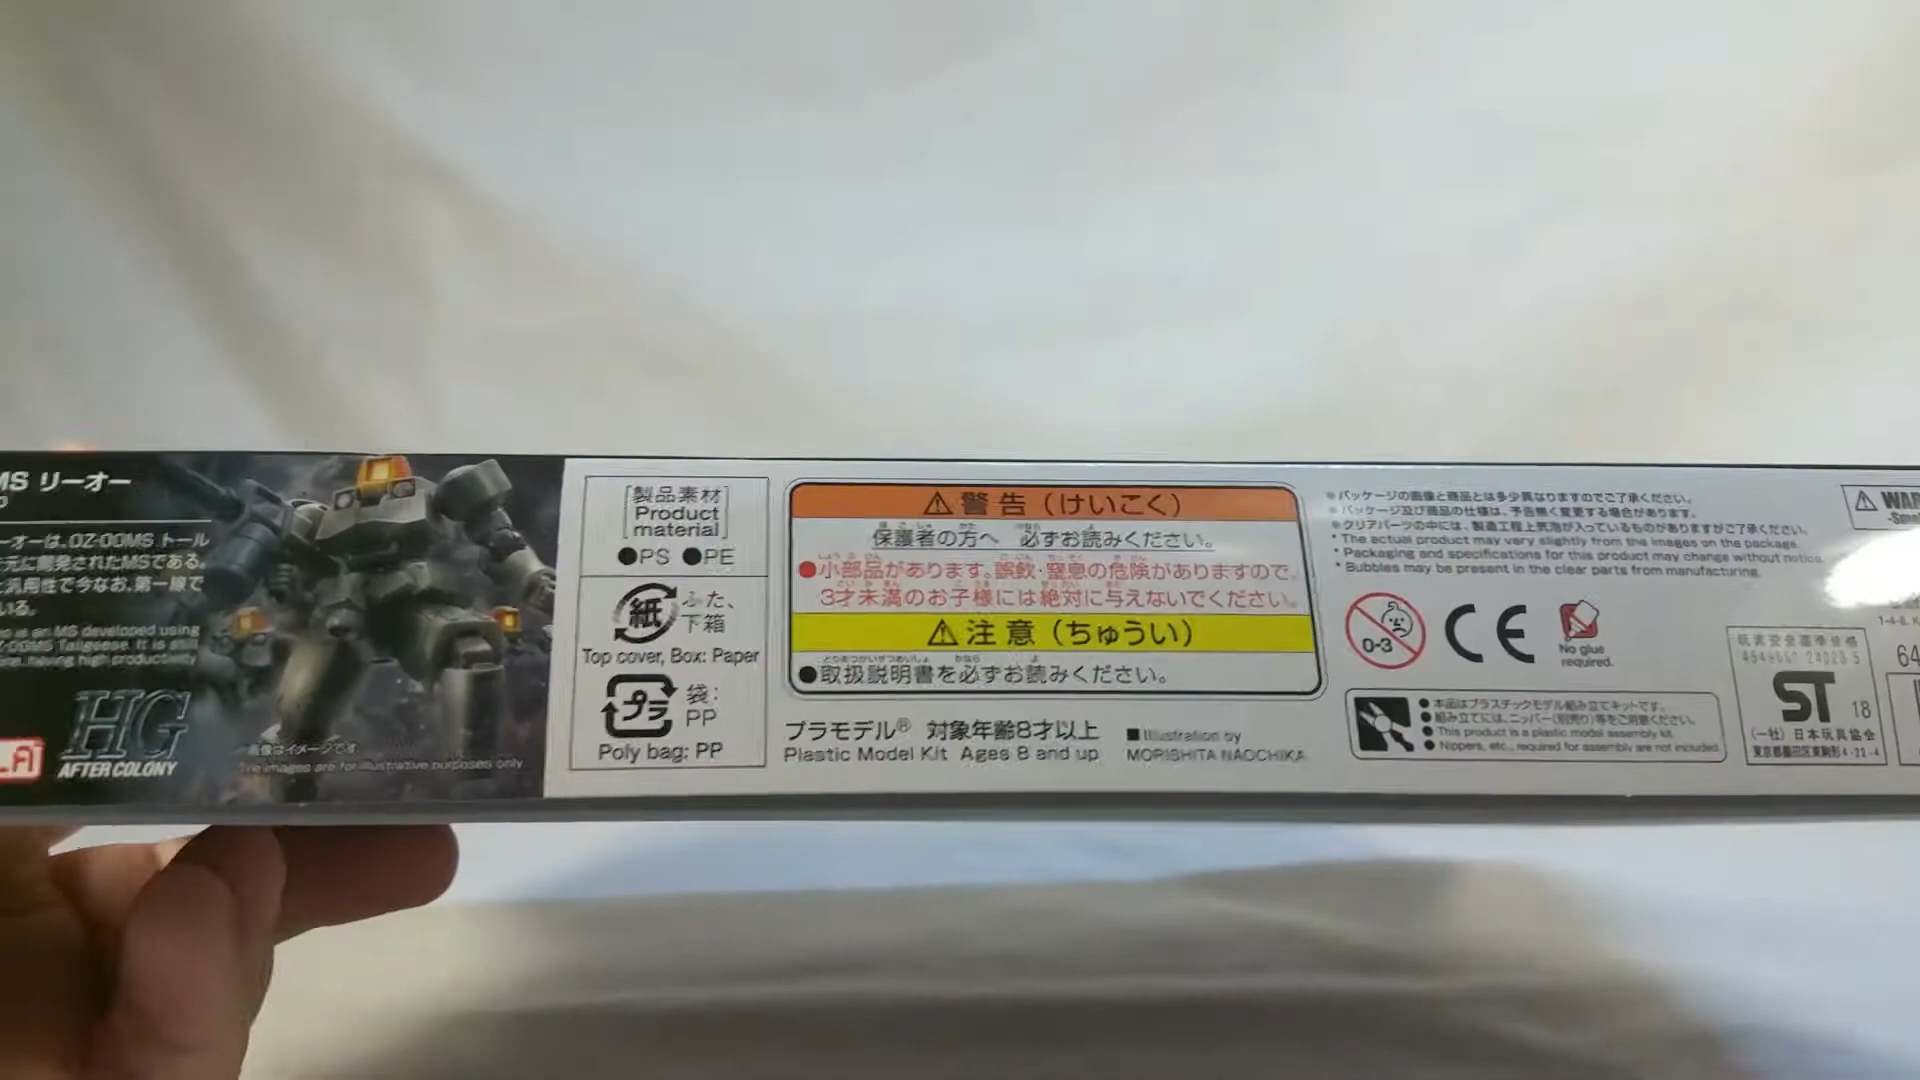 MS リーオー
ーオーは、OZ-00MS トール
元に開発されたMSである。
と汎用性で今なお、第一線で
いる。
is an MS developed using
Z-00MS Tallgeese. It is still
having high productivity
HG
AFTER COLONY
画像はイメージです
The images are for illustrative purposes only.
[製品素材
Product
material]
●PS ●PE
紙
ふた、
下箱
Top cover, Box: Paper
プラ
袋:
PP
Poly bag: PP
⚠警告（けいこく）
保護者の方へ 必ずお読みください。
●小部品があります。誤飲・窒息の危険がありますので、
3才未満のお子様には絶対に与えないでください。
⚠注意（ちゅうい）
●取扱説明書を必ずお読みください。
プラモデル® 対象年齢8才以上
Plastic Model Kit Ages 8 and up
■Illustration by
MORISHITA NAOCHIKA
※パッケージの画像と商品とは多少異なりますのでご了承ください。
※パッケージ及び商品の仕様は、予告無く変更する場合があります。
※クリアパーツの中には、製造工程上気泡が入っているものがありますがご了承ください。
* The actual product may vary slightly from the images on the package.
* Packaging and specifications for this product may change without notice.
* Bubbles may be present in the clear parts from manufacturing.
0-3
CE
No glue
required.
●本品はプラスチックモデル組み立てキットです。
●組み立てには、ニッパー(別売り)等をご用意ください。
●This product is a plastic model assembly kit.
●Nippers, etc., required for assembly are not included.
⚠ WAR
玩具安全基準合格
ST 18
(一社) 日本玩具協会
東京都墨田区東駒形4-22-4
64